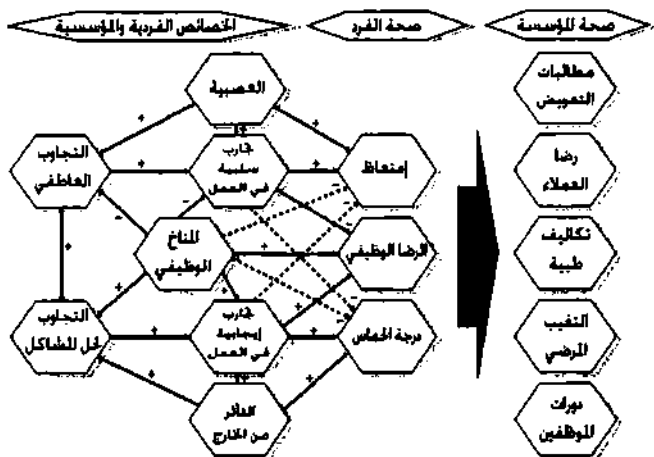 صحة المؤسسة
صحة الفرد
الخصائص الفردية والمؤسسية
مطالبات
التعويض
العصبية
رضا
العملاء
إمتعاظ
تجارب
سلبية
في العمل
التجاوب
العاطفي
تكاليف
طبية
الرضا الوظيفي
المناخ
الوظيفي
التغيب
المرضي
درجة الحماس
تجارب
إيجابية
في العمل
التجاوب
لحل المشاكل
دورات
الموظفين
التأثر
من الخارج